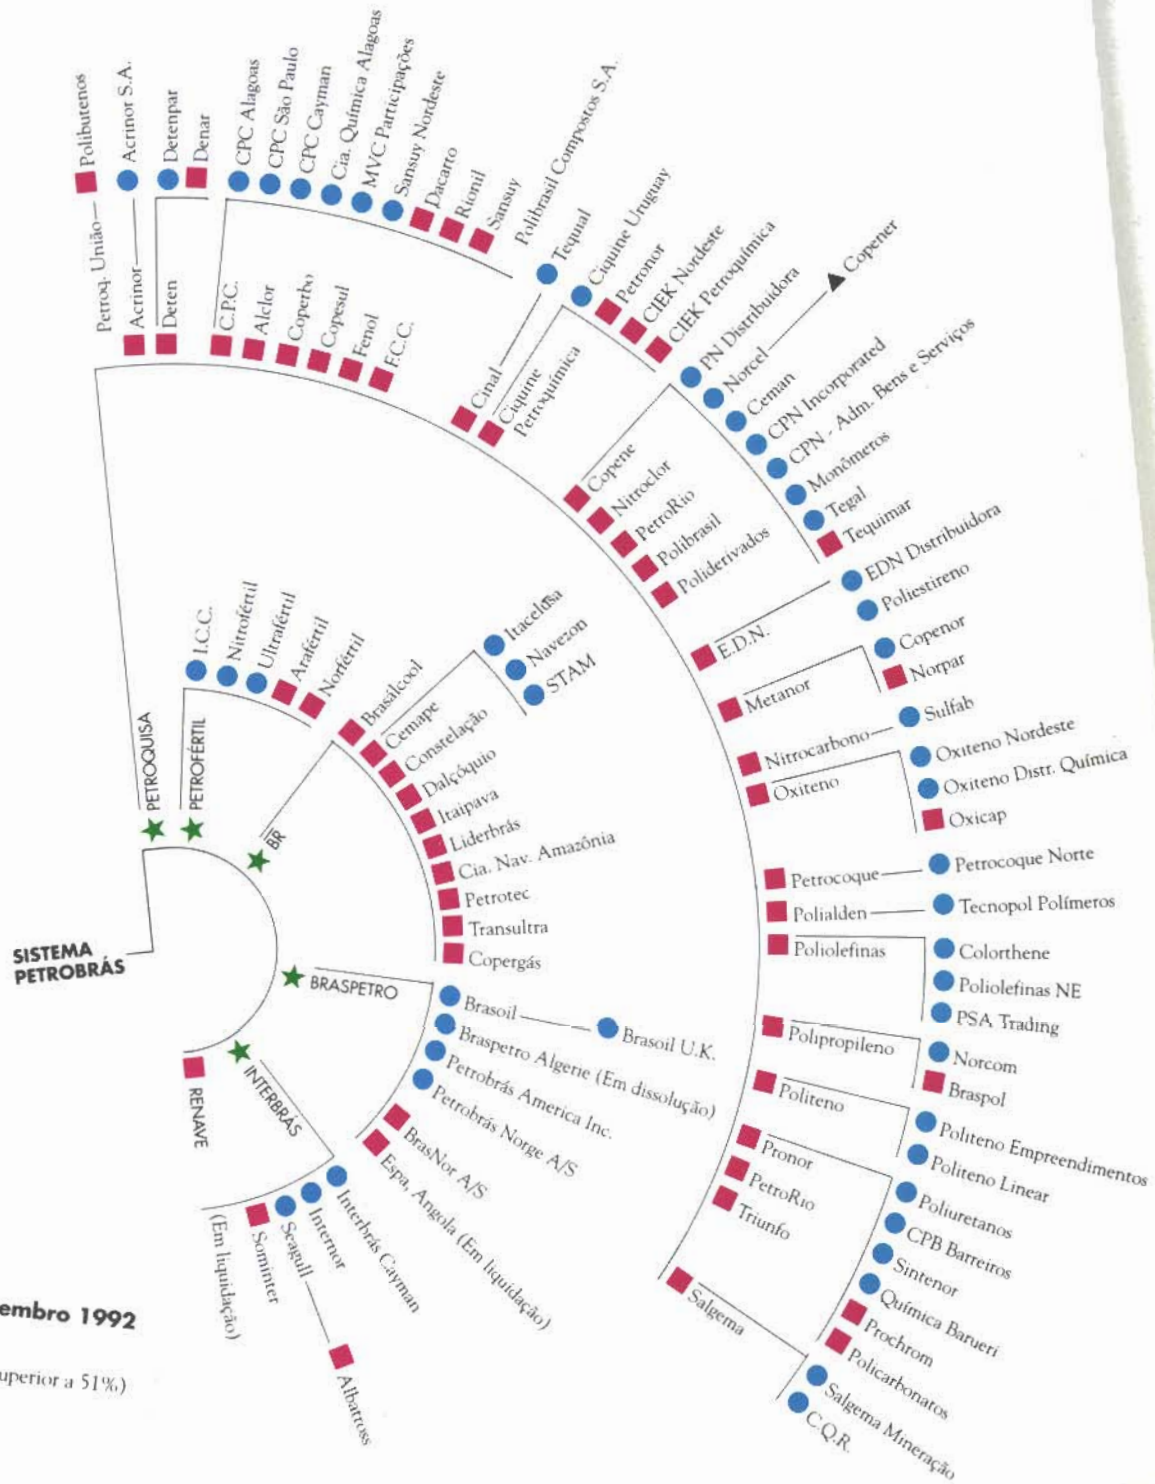 Polibutenos
Petroq. União
Acrinor S.A.
Acrinor
Detenpar
Denar
Deten
CPC Alagoas
CPC São Paulo
CPC Cayman
Cia. Química Alagoas
MVC Participações
Sansuy Nordeste
Dacarto
Rionil
Sansuy
Polibrasil Compostos S.A.
C.P.C.
Alclor
Coperbo
Copesul
Fenol
F.C.C.
Tequial
Cinal
Ciquine Uruguay
Petronor
CIEK Nordeste
CIEK Petroquímica
Ciquine
Petroquímica
PN Distribuidora
Norcel
Copener
Ceman
CPN Incorporated
CPN - Adm. Bens e Serviços
Monômeros
Tegal
Tequimar
Copene
Nitroclor
PetroRio
Polibrasil
Poliderivados
EDN Distribuidora
Poliestireno
E.D.N.
Copenor
Norpar
Metanor
Sulfab
Nitrocarbono
Oxiteno Nordeste
Oxiteno Distr. Química
Oxicap
Oxiteno
Petrocoque
Petrocoque Norte
Polialden
Tecnopol Polímeros
Poliolefinas
Colorthene
Poliolefinas NE
PSA Trading
Polipropileno
Norcom
Braspol
Politeno
Politeno Empreendimentos
Politeno Linear
Pronor
PetroRio
Triunfo
Poliuretanos
CPB Barreiros
Sintenor
Química Barueri
Prochrom
Policarbonatos
Salgema
Salgema Mineração
C.Q.R.
PETROQUISA
PETROFÉRTIL
I.C.C.
Nitrofértil
Ultrafértil
Arafértil
Norfértil
BR
Brasálcool
Cemape
Constelação
Dalçóquio
Itaipava
Liderbrás
Cia. Nav. Amazônia
Petrotec
Transultra
Copergás
Itacelusa
Navezon
STAM
SISTEMA
PETROBRÁS
BRASPETRO
Brasoil
Brasoil U.K.
Braspetro Algerie (Em dissolução)
Petrobrás America Inc.
Petrobrás Norge A/S
BrasNor A/S
Espa, Angola (Em liquidação)
INTERBRÁS
Interbrás Cayman
Internor
Seagull
Sominter
(Em liquidação)
Albatross
RENAVE
embro 1992
uperior a 51%)